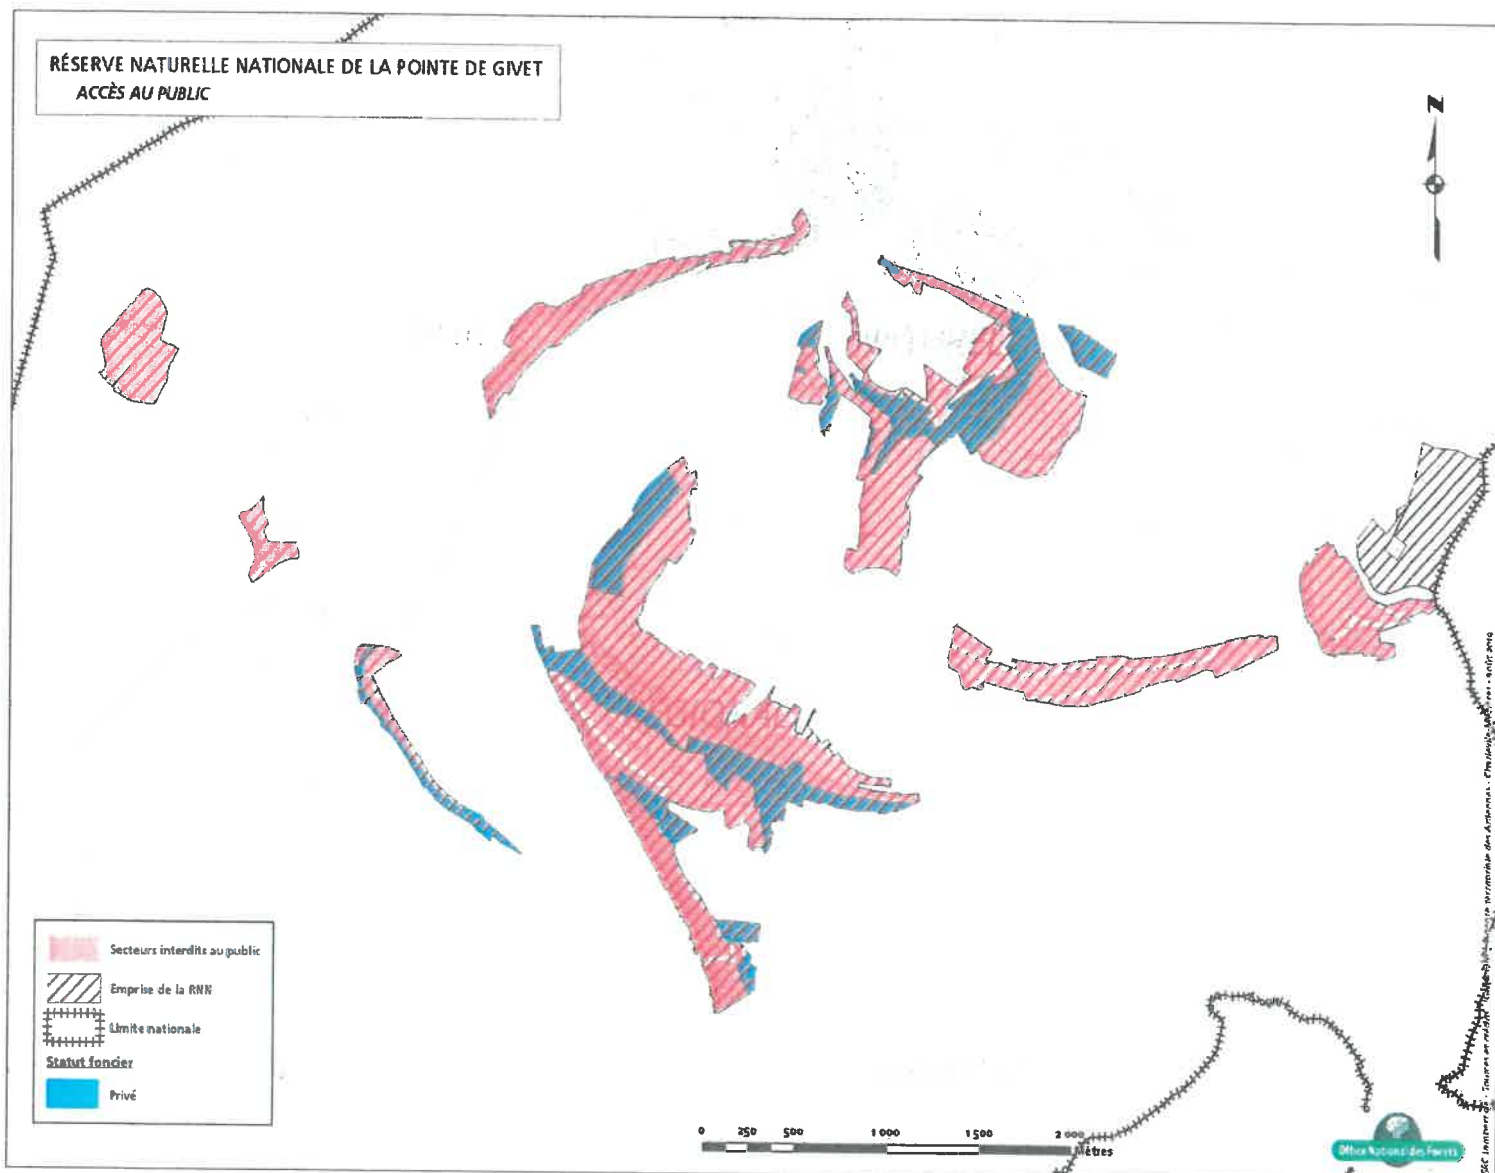 RÉSERVE NATURELLE NATIONALE DE LA POINTE DE GIVET
ACCÈS AU PUBLIC
N
Secteurs interdits au public
Emprise de la RNN
Limite nationale
Statut foncier
Privé
0 250 500 1 000 1 500 2 000
Mètres
Office National des Forêts